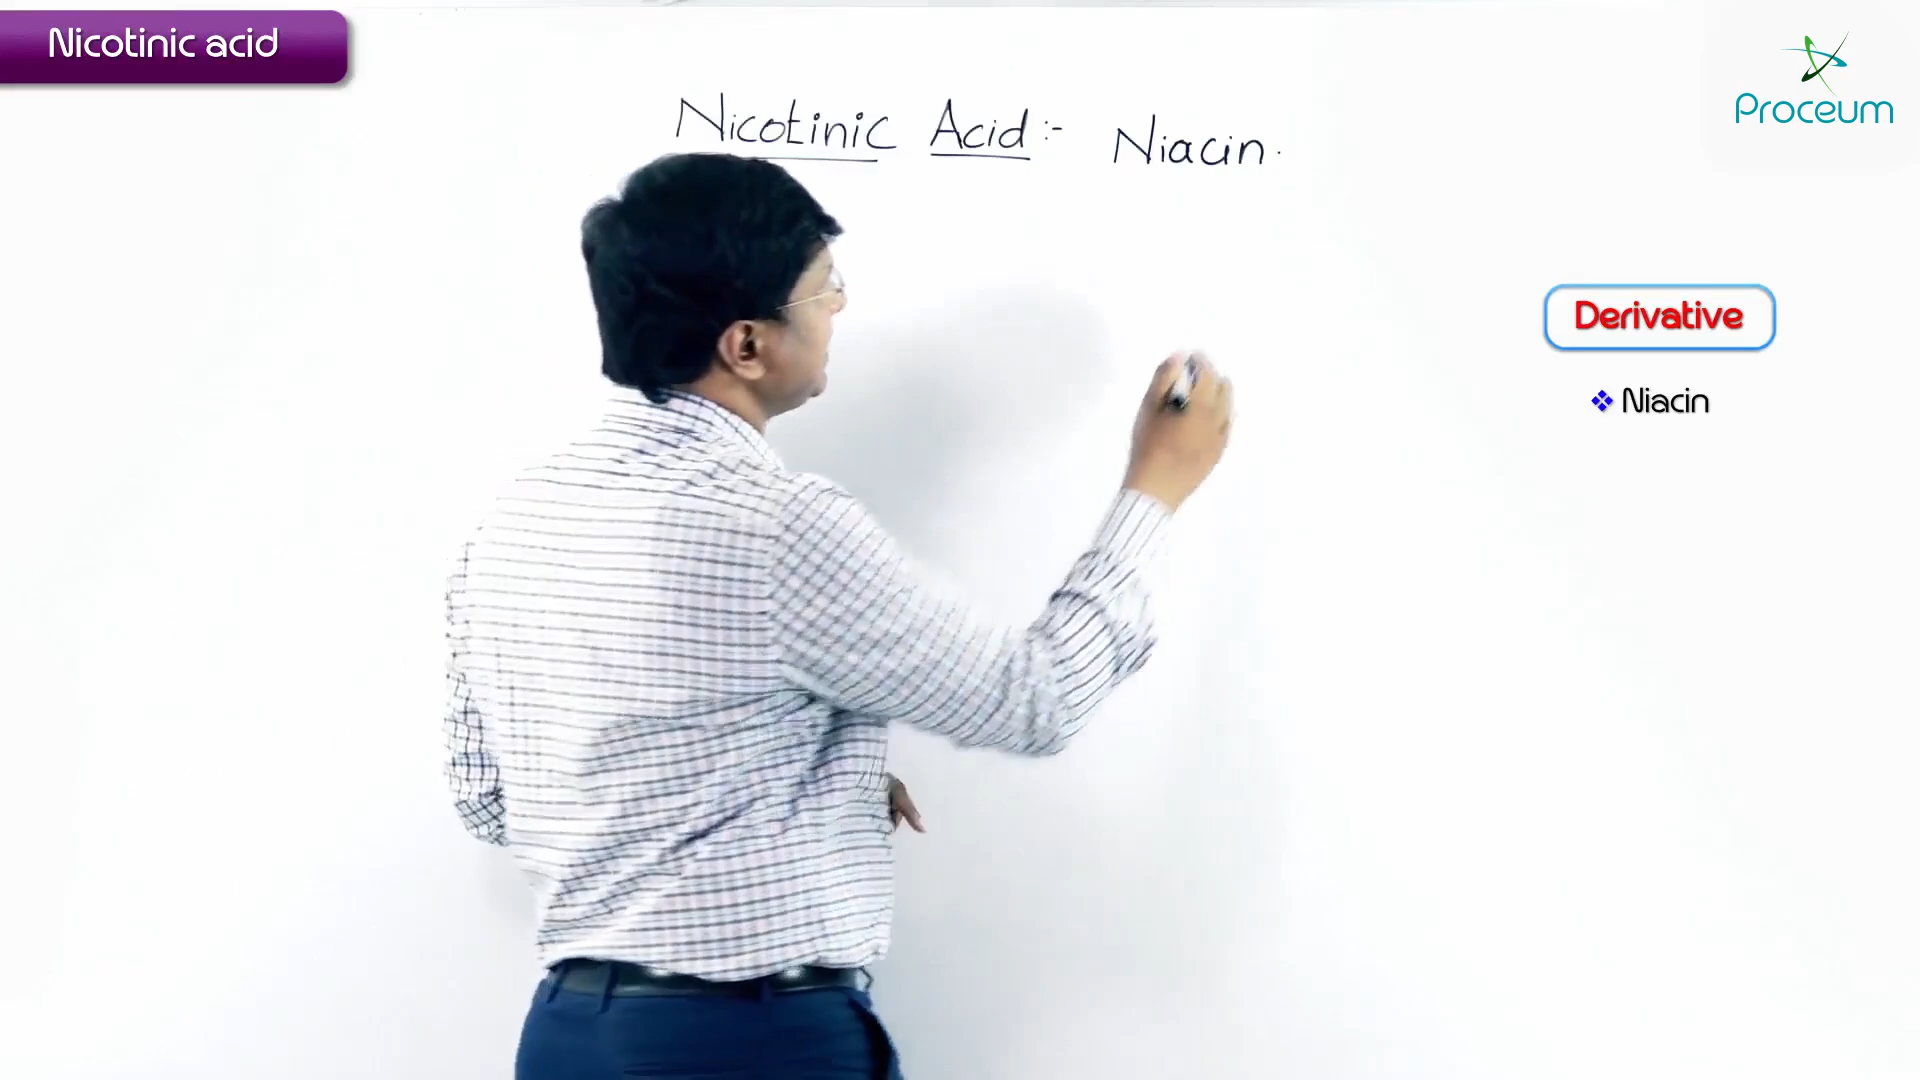 Nicotinic acid
Proceum
Nicotinic Acid :- Niacin.
Derivative
❖ Niacin